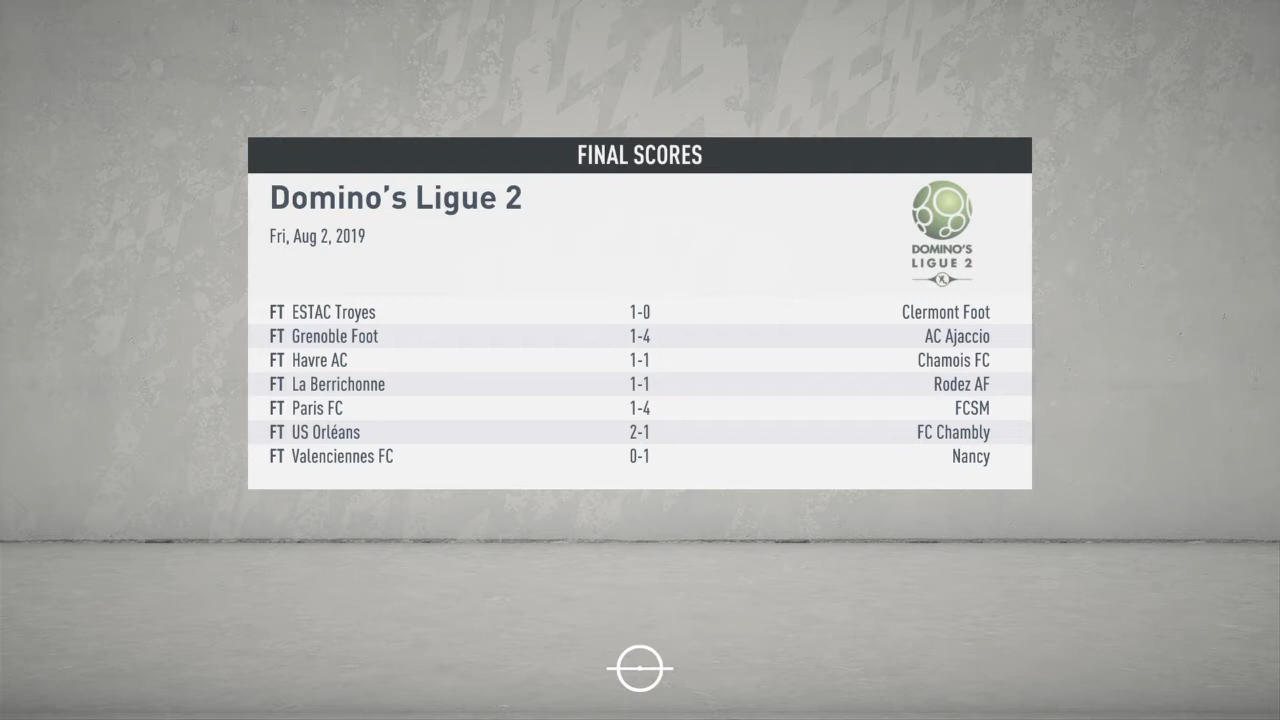 FINAL SCORES
Domino's Ligue 2
Fri, Aug 2, 2019
DOMINO'S
LIGUE 2
FT ESTAC Troyes 1-0 Clermont Foot
FT Grenoble Foot 1-4 AC Ajaccio
FT Havre AC 1-1 Chamois FC
FT La Berrichonne 1-1 Rodez AF
FT Paris FC 1-4 FCSM
FT US Orléans 2-1 FC Chambly
FT Valenciennes FC 0-1 Nancy